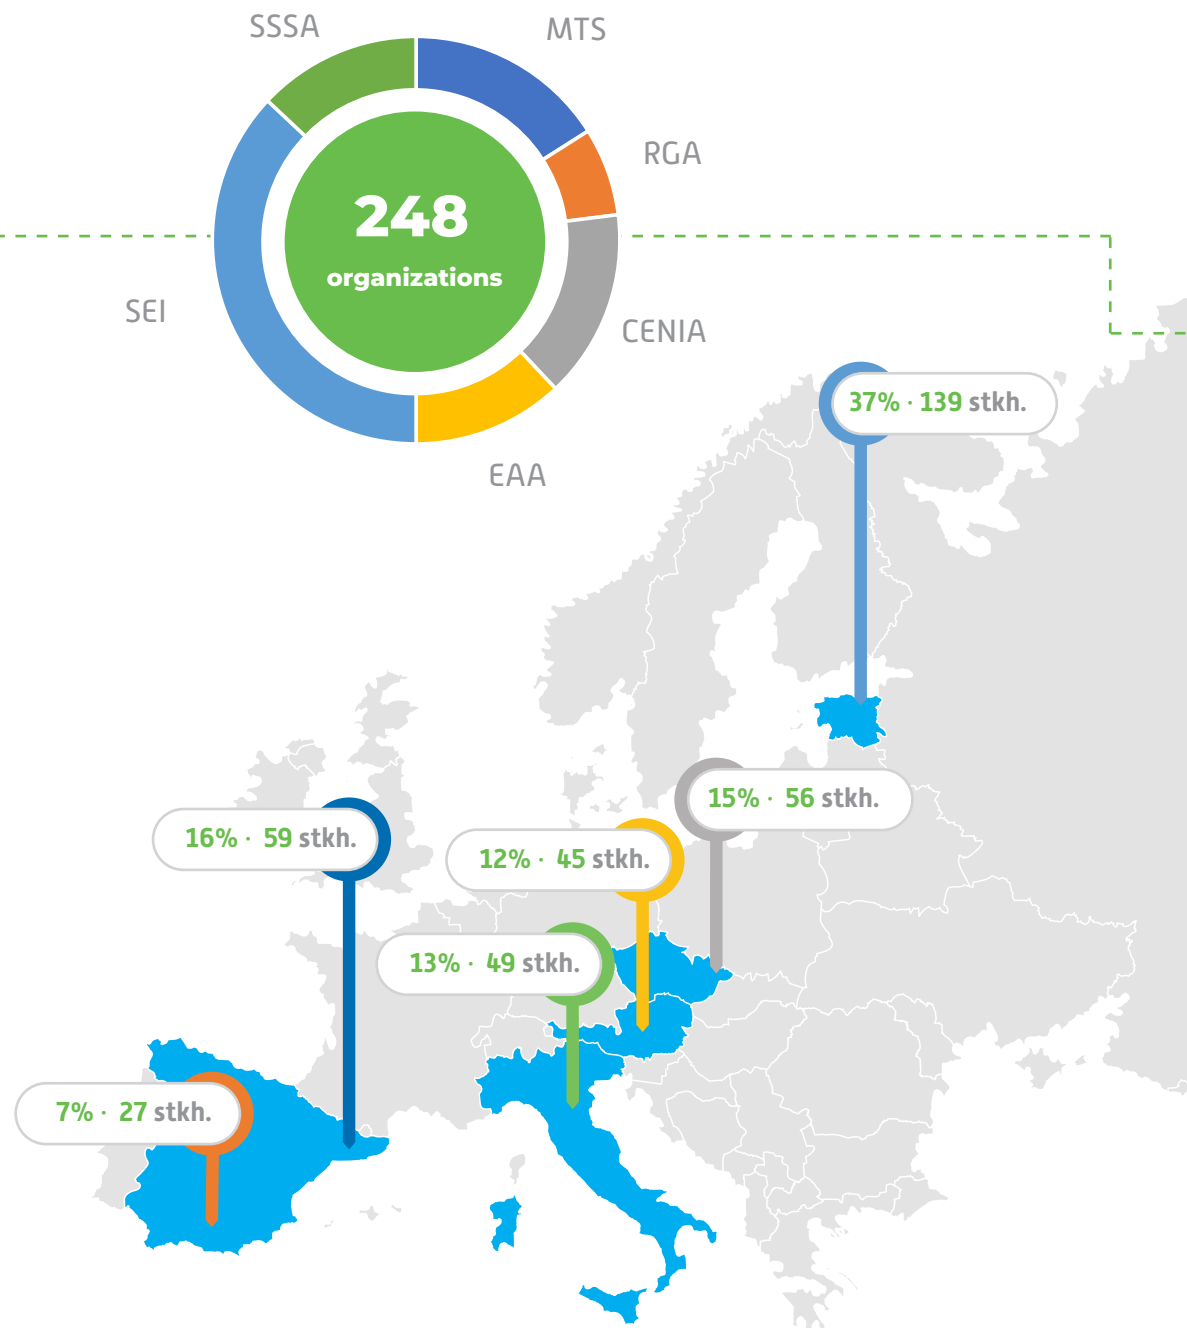 SSSA
MTS
RGA
248
organizations
SEI
CENIA
EAA
37% · 139 stkh.
15% · 56 stkh.
16% · 59 stkh.
12% · 45 stkh.
13% · 49 stkh.
7% · 27 stkh.